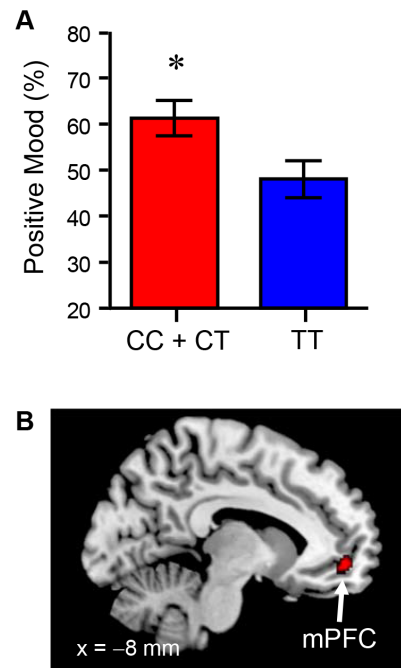 A
Positive Mood (%)
80
70
60
50
40
30
20
*
CC + CT
TT
B
x = −8 mm
mPFC